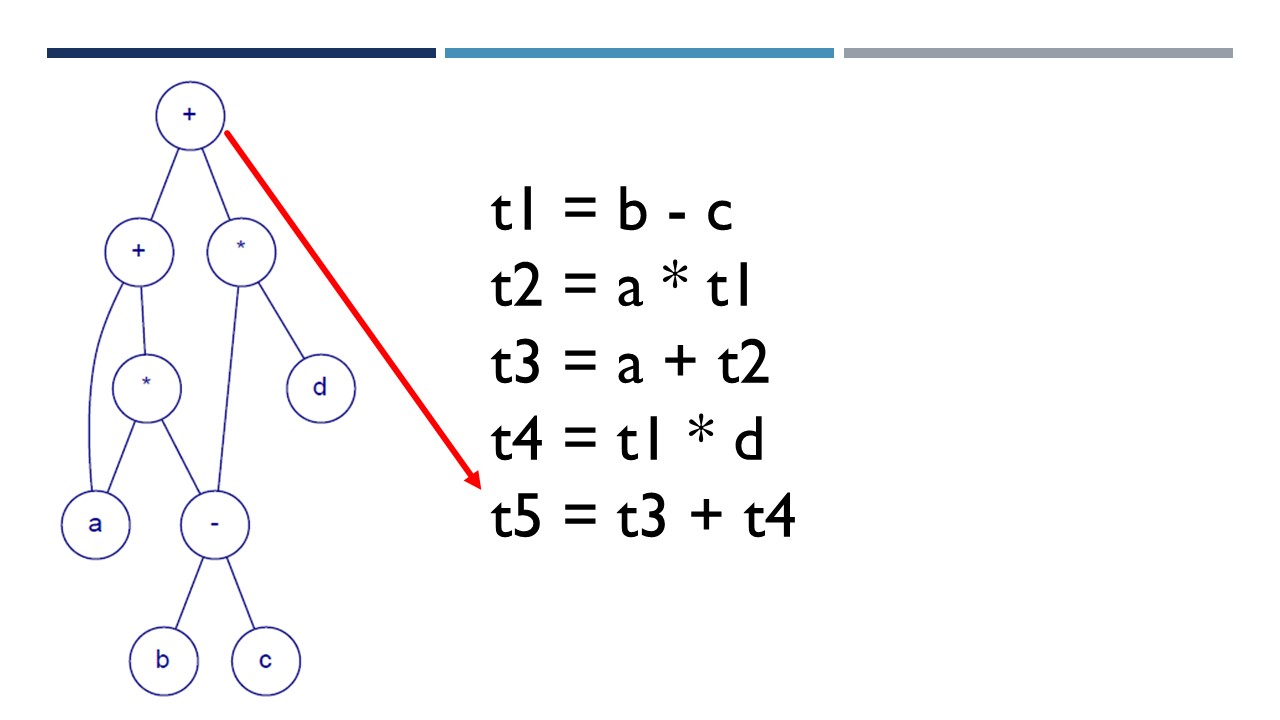 +
+ *
* d
a -
b c
t1 = b - c
t2 = a * t1
t3 = a + t2
t4 = t1 * d
t5 = t3 + t4